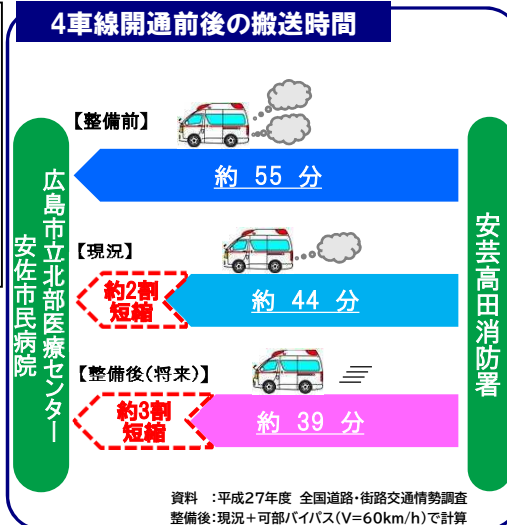 4車線開通前後の搬送時間
【整備前】
約 55 分
広島市立北部医療センター
安佐市民病院
安芸高田消防署
【現況】
約2割
短縮
約 44 分
【整備後(将来)】
約3割
短縮
約 39 分
資料 :平成27年度 全国道路・街路交通情勢調査
整備後:現況+可部バイパス(V=60km/h)で計算